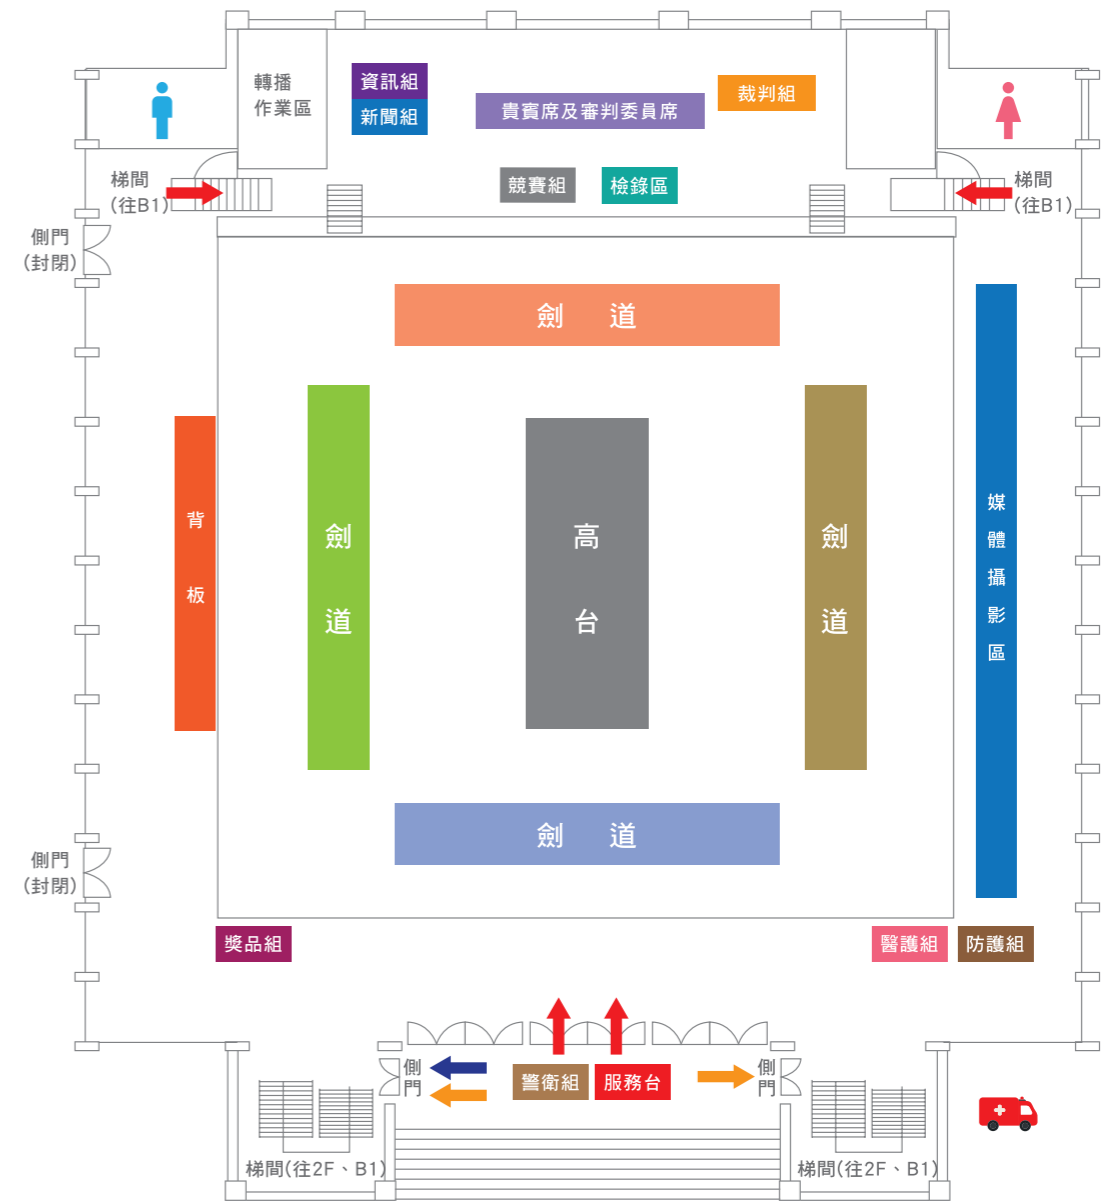 轉播
作業區
資訊組
新聞組
貴賓席及審判委員席
裁判組
競賽組
檢錄區
梯間
(往B1)
梯間
(往B1)
側門
(封閉)
劍 道
背板
劍道
高台
劍道
媒體攝影區
劍 道
側門
(封閉)
獎品組
醫護組
防護組
側門
警衛組
服務台
側門
梯間(往2F、B1)
梯間(往2F、B1)